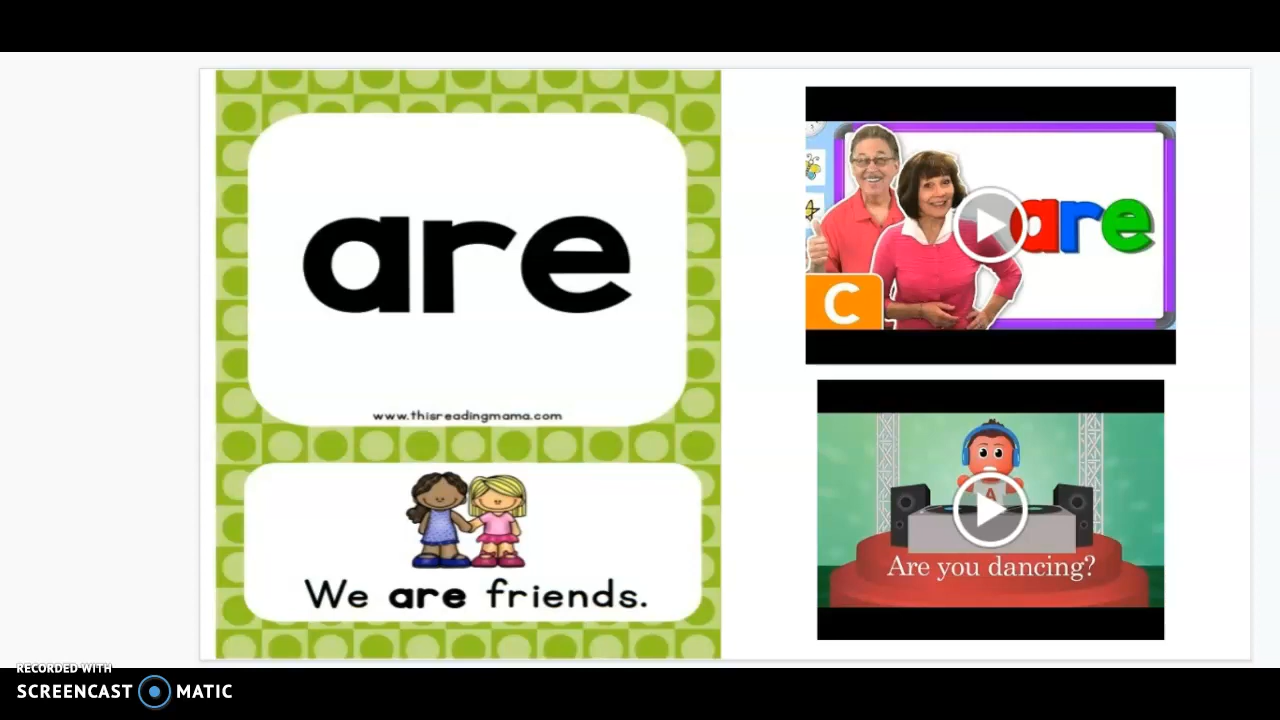 are
www.thisreadingmama.com
We are friends.
are
C
A
Are you dancing?
RECORDED WITH
SCREENCAST MATIC